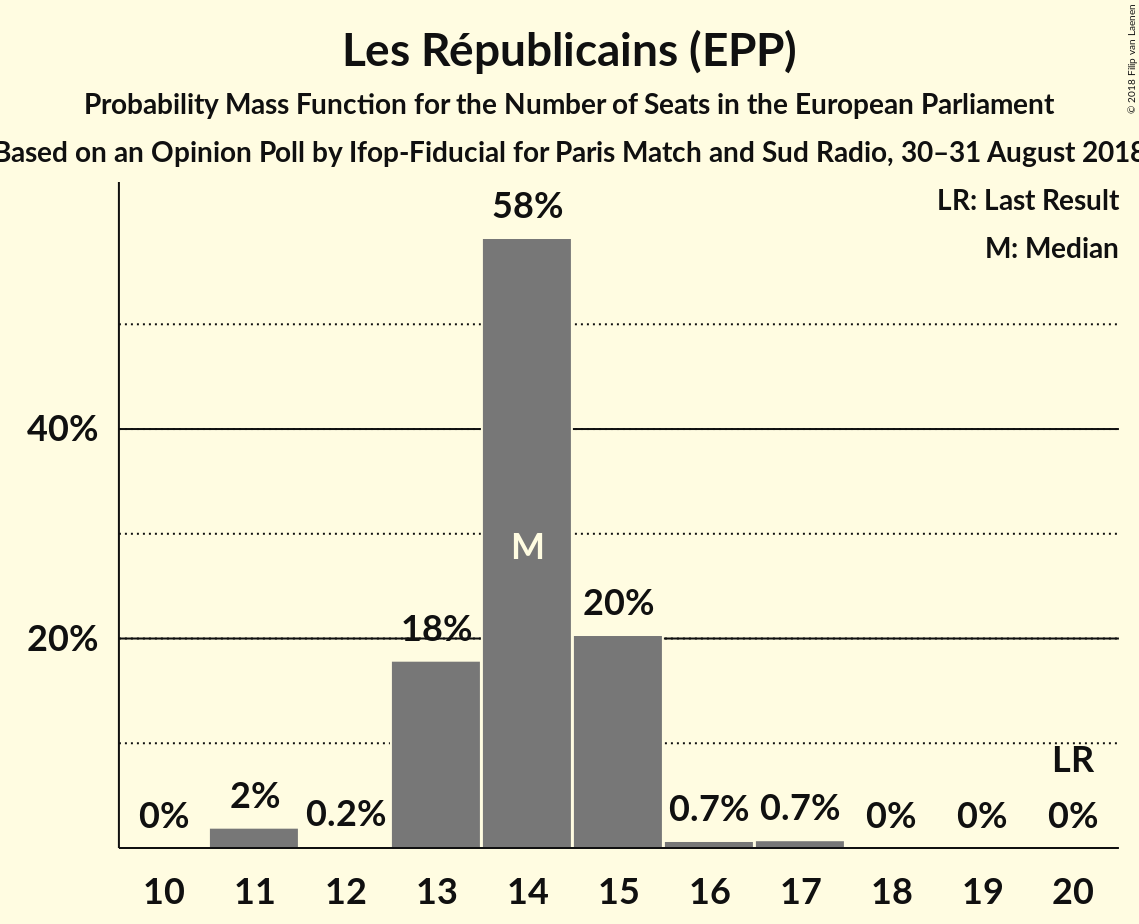 Les Républicains (EPP)
Probability Mass Function for the Number of Seats in the European Parliament
Based on an Opinion Poll by Ifop-Fiducial for Paris Match and Sud Radio, 30–31 August 2018
© 2018 Filip van Laenen
LR: Last Result
M: Median
58%
40%
M
20%
18%
20%
LR
0%
2%
0.2%
0.7%
0.7%
0%
0%
0%
10 11 12 13 14 15 16 17 18 19 20